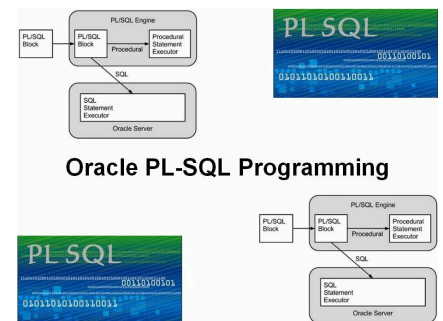 PL/SQL Engine
PL/SQL
Block
PL/SQL
Block
Procedural
Procedural
Statement
Executor
SQL
SQL
Statement
Executor
Oracle Server
PL SQL
00110100101
01011010100110011
Oracle PL-SQL Programming
PL SQL
00110100101
01011010100110011
PL/SQL Engine
PL/SQL
Block
PL/SQL
Block
Procedural
Procedural
Statement
Executor
SQL
SQL
Statement
Executor
Oracle Server